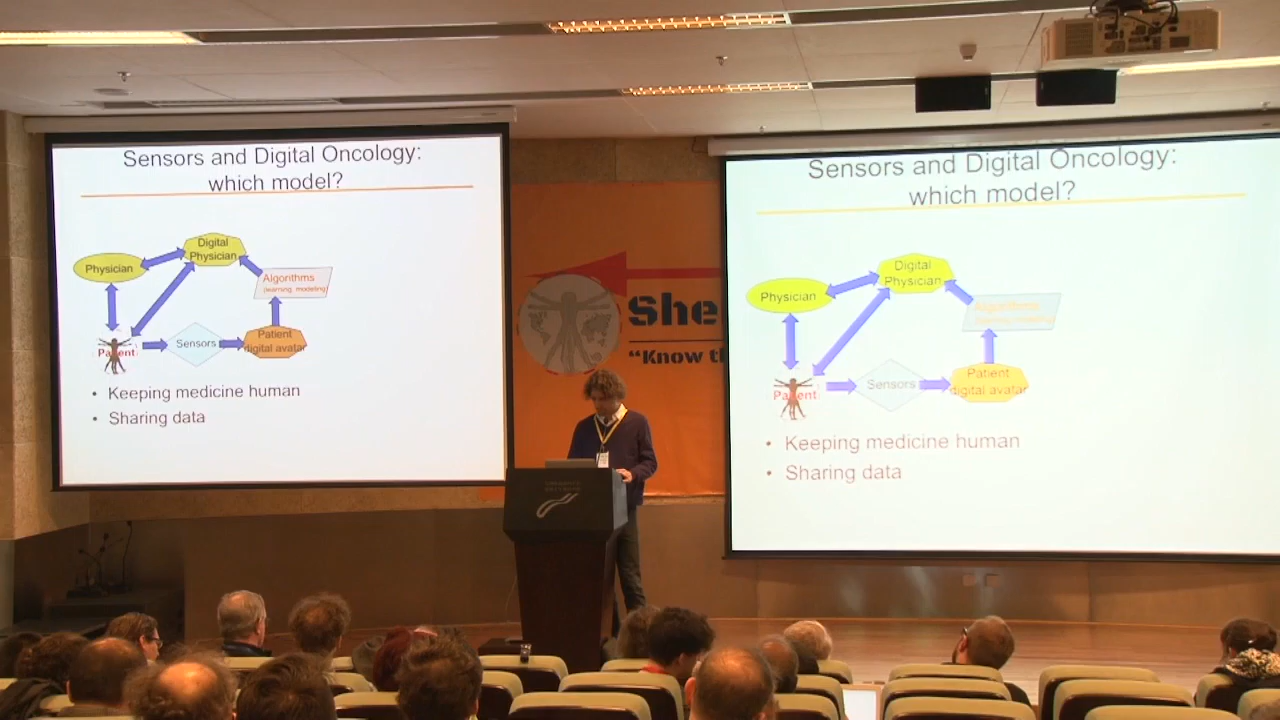 Sensors and Digital Oncology:
which model?
Digital
Physician
Physician
Algorithms
(learning, modeling)
Patient
Sensors
Patient
digital avatar
• Keeping medicine human
• Sharing data
She
"Know t
Sensors and Digital Oncology:
which model?
Digital
Physician
Physician
Algorithms
Patient
Sensors
Patient
digital avatar
• Keeping medicine human
• Sharing data